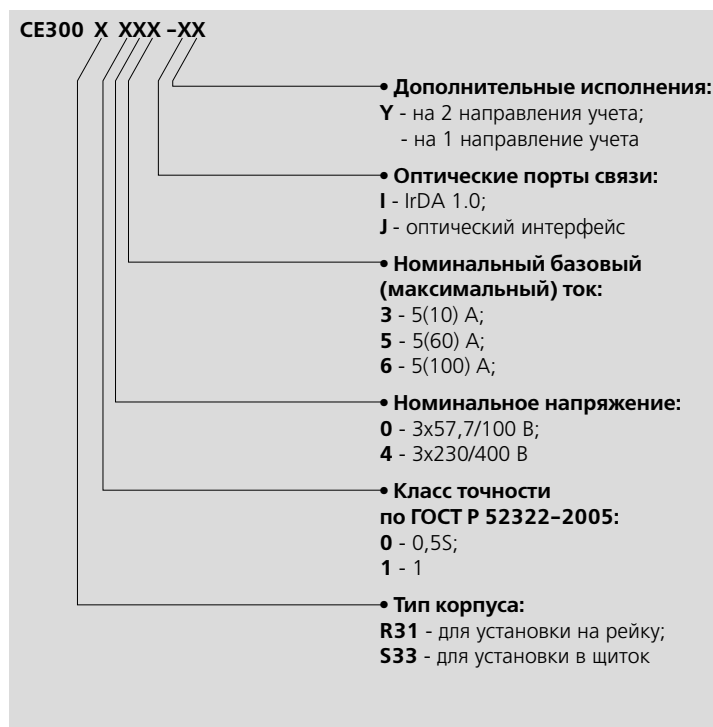 CE300 X XXX –XX
• Дополнительные исполнения:
Y - на 2 направления учета;
- на 1 направление учета
• Оптические порты связи:
I - IrDA 1.0;
J - оптический интерфейс
• Номинальный базовый
(максимальный) ток:
3 - 5(10) А;
5 - 5(60) А;
6 - 5(100) А;
• Номинальное напряжение:
0 - 3х57,7/100 В;
4 - 3х230/400 В
• Класс точности
по ГОСТ Р 52322–2005:
0 - 0,5S;
1 - 1
• Тип корпуса:
R31 - для установки на рейку;
S33 - для установки в щиток